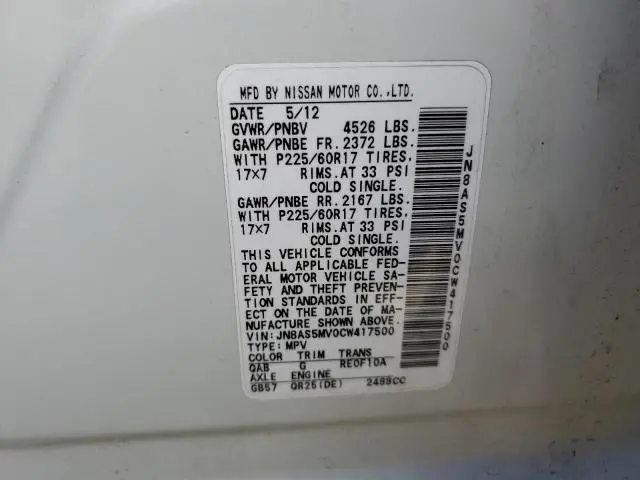 MFD BY NISSAN MOTOR CO.,LTD.
DATE 5/12
GVWR/PNBV 4526 LBS.
GAWR/PNBE FR. 2372 LBS.
WITH P225/60R17 TIRES,
17×7 RIMS.AT 33 PSI
COLD SINGLE.
GAWR/PNBE RR. 2167 LBS.
WITH P225/60R17 TIRES,
17×7 RIMS.AT 33 PSI
COLD SINGLE.
THIS VEHICLE CONFORMS
TO ALL APPLICABLE FED-
ERAL MOTOR VEHICLE SA-
FETY AND THEFT PREVEN-
TION STANDARDS IN EFF-
ECT ON THE DATE OF MA-
NUFACTURE SHOWN ABOVE.
VIN: JN8AS5MV0CW417500
TYPE: MPV
COLOR TRIM TRANS
QAB G RE0F10A
AXLE ENGINE
GB57 QR25(DE) 2488CC
JN8AS5MV0CW417500